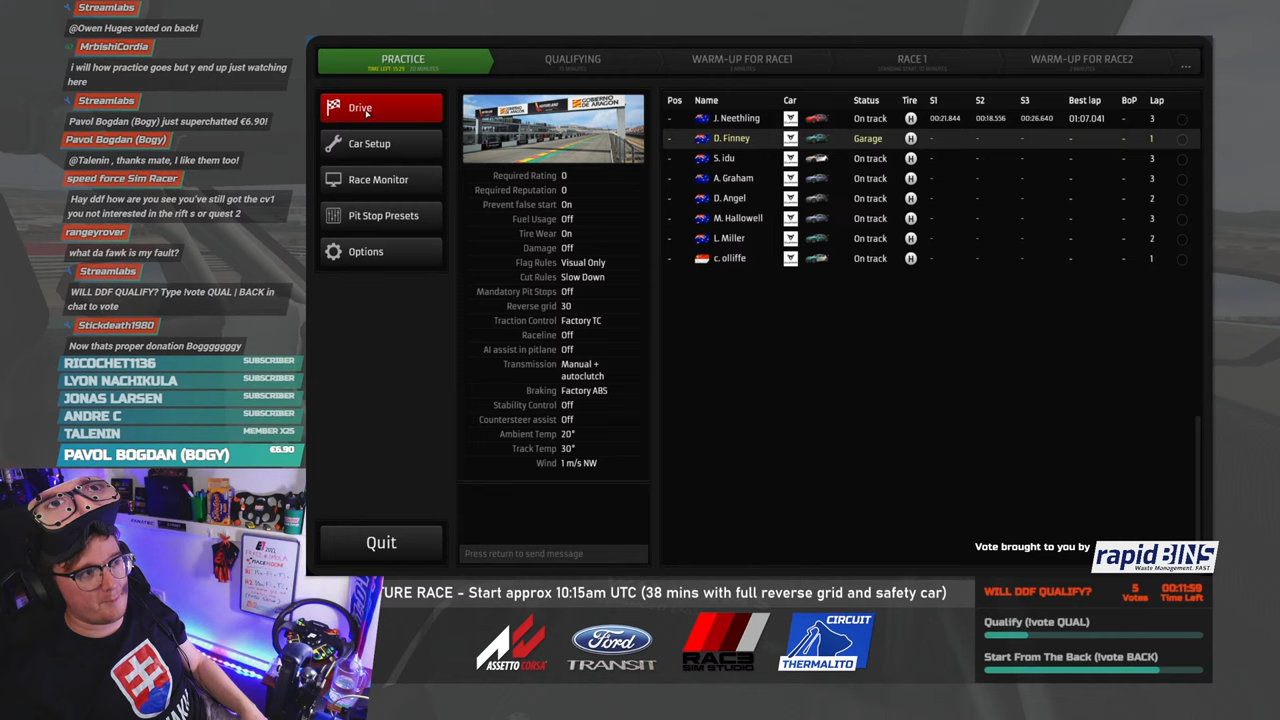 Streamlabs
@Owen Huges voted on back!
MrbishiCordia
i will how practice goes but y end up just watching
here
Streamlabs
Pavol Bogdan (Bogy) just superchatted €6.90!
Pavol Bogdan (Bogy)
@Talenin , thanks mate, I like them too!
speed force Sim Racer
Hay ddf how are you see you've still got the cv1
you not interested in the rift s or quest 2
rangeyrover
what da fawk is my fault?
Streamlabs
WILL DDF QUALIFY? Type !vote QUAL / BACK in
chat to vote
Stickdeath1980
Now thats proper donation Bogggggggy
RICOCHET1136 SUBSCRIBER
LYON NACHIKULA SUBSCRIBER
JONAS LARSEN SUBSCRIBER
ANDRE C SUBSCRIBER
TALENIN MEMBER X25
PAVOL BOGDAN (BOGY) €6.90
PRACTICE
QUALIFYING
WARM-UP FOR RACE1
RACE 1
WARM-UP FOR RACE2
...
Drive
Car Setup
Race Monitor
Pit Stop Presets
Options
Quit
GOBIERNO
DE ARAGON
Required Rating 0
Required Reputation 0
Prevent false start On
Fuel Usage Off
Tire Wear On
Damage Off
Flag Rules Visual Only
Cut Rules Slow Down
Mandatory Pit Stops Off
Reverse grid 30
Traction Control Factory TC
Raceline Off
AI assist in pitlane Off
Transmission Manual +
autoclutch
Braking Factory ABS
Stability Control Off
Countersteer assist Off
Ambient Temp 20°
Track Temp 30°
Wind 1 m/s NW
Press return to send message
Pos Name Car Status Tire S1 S2 S3 Best lap BoP Lap
- J. Neethling On track H 00:21.844 00:18.556 00:26.640 01:07.041 - 3
- D. Finney Garage H - - - - - 1
- S. idu On track H - - - - - 3
- A. Graham On track H - - - - - 3
- D. Angel On track H - - - - - 2
- M. Hallowell On track H - - - - - 3
- L. Miller On track H - - - - - 2
- c. olliffe On track H - - - - - 1
Vote brought to you by
rapidBINS
Waste Management. FAST.
TURE RACE - Start approx 10:15am UTC (38 mins with full reverse grid and safety car)
ASSETTO CORSA
Ford
TRANSIT
RAC3
SIM STUDIO
CIRCUIT
THERMALITO
WILL DDF QUALIFY?
5
Votes
00:11:59
Time Left
Qualify (!vote QUAL)
Start From The Back (!vote BACK)